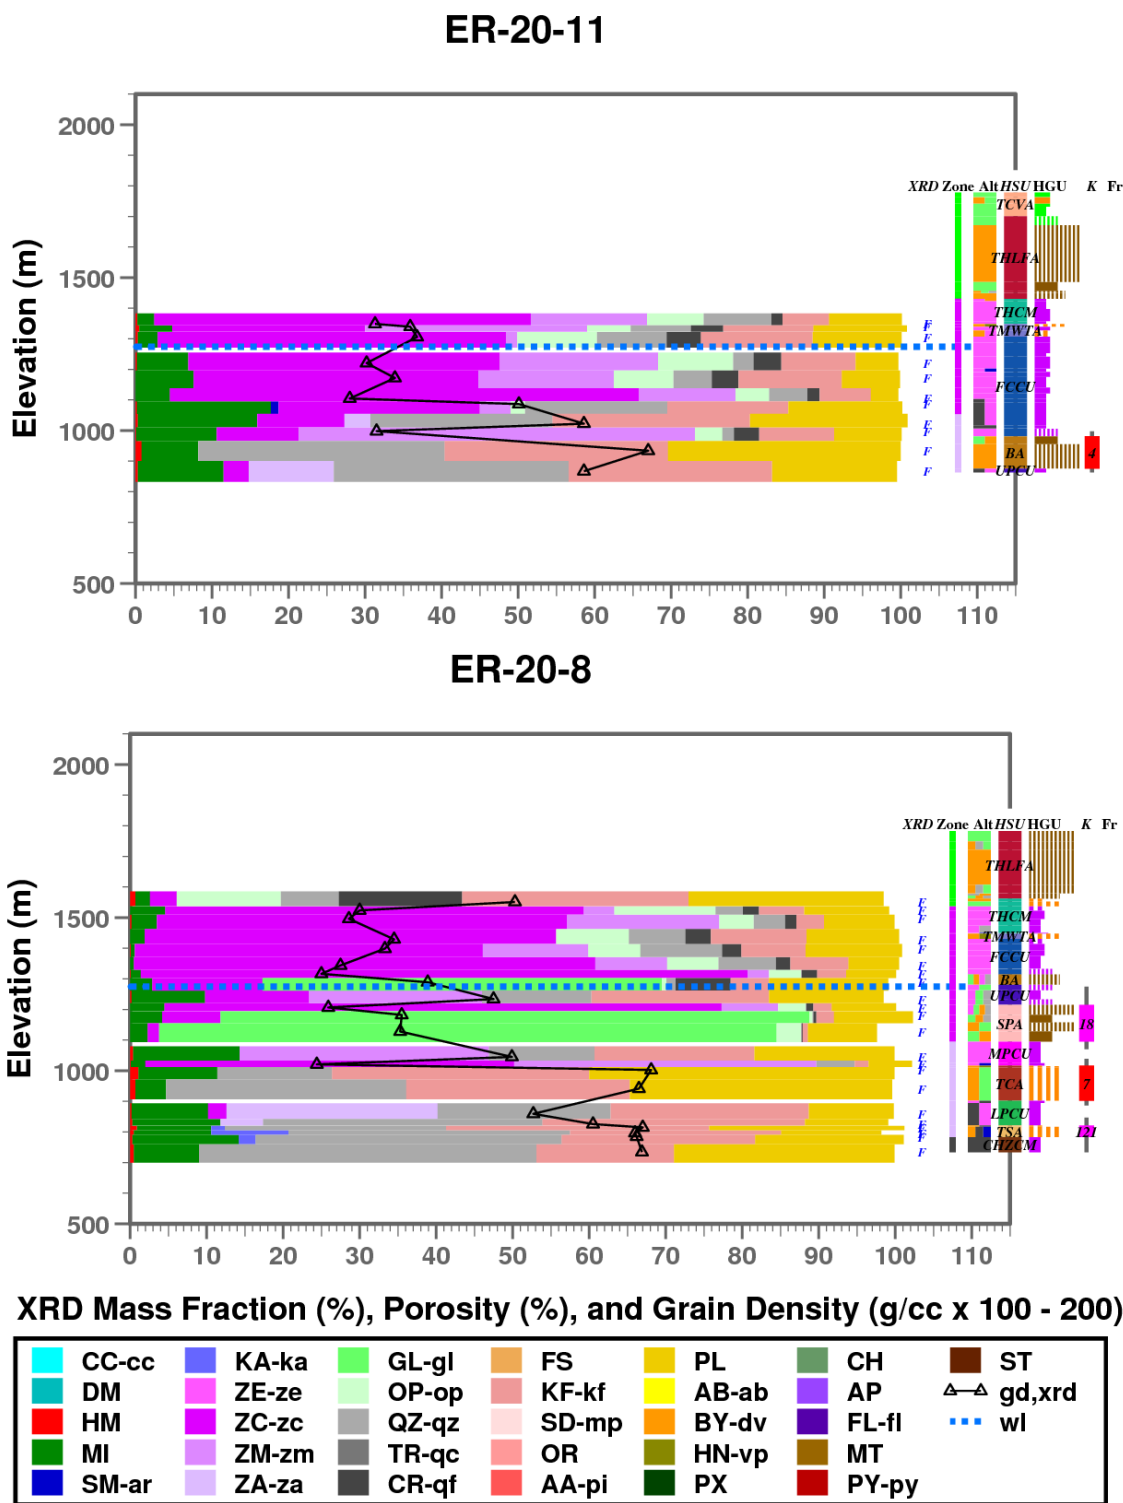 ER-20-11
Elevation (m)
2000
1500
1000
500
0 10 20 30 40 50 60 70 80 90 100 110
XRD Zone Alt HSU HGU K Fr
TCVA
THLFA
THCM
TMWTA
FCCU
BA
UPCU
4
F
F
F
F
F
F
F
ER-20-8
Elevation (m)
2000
1500
1000
500
0 10 20 30 40 50 60 70 80 90 100 110
XRD Zone Alt HSU HGU K Fr
THLFA
THCM
TMWTA
FCCU
BA
UPCU
SPA
18
MPCU
TCA
7
LPCU
TSA
121
CHZCM
F
F
F
F
F
F
F
XRD Mass Fraction (%), Porosity (%), and Grain Density (g/cc x 100 - 200)
CC-cc KA-ka GL-gl FS PL CH ST
DM ZE-ze OP-op KF-kf AB-ab AP gd,xrd
HM ZC-zc QZ-qz SD-mp BY-dv FL-fl wl
MI ZM-zm TR-qc OR HN-vp MT
SM-ar ZA-za CR-qf AA-pi PX PY-py